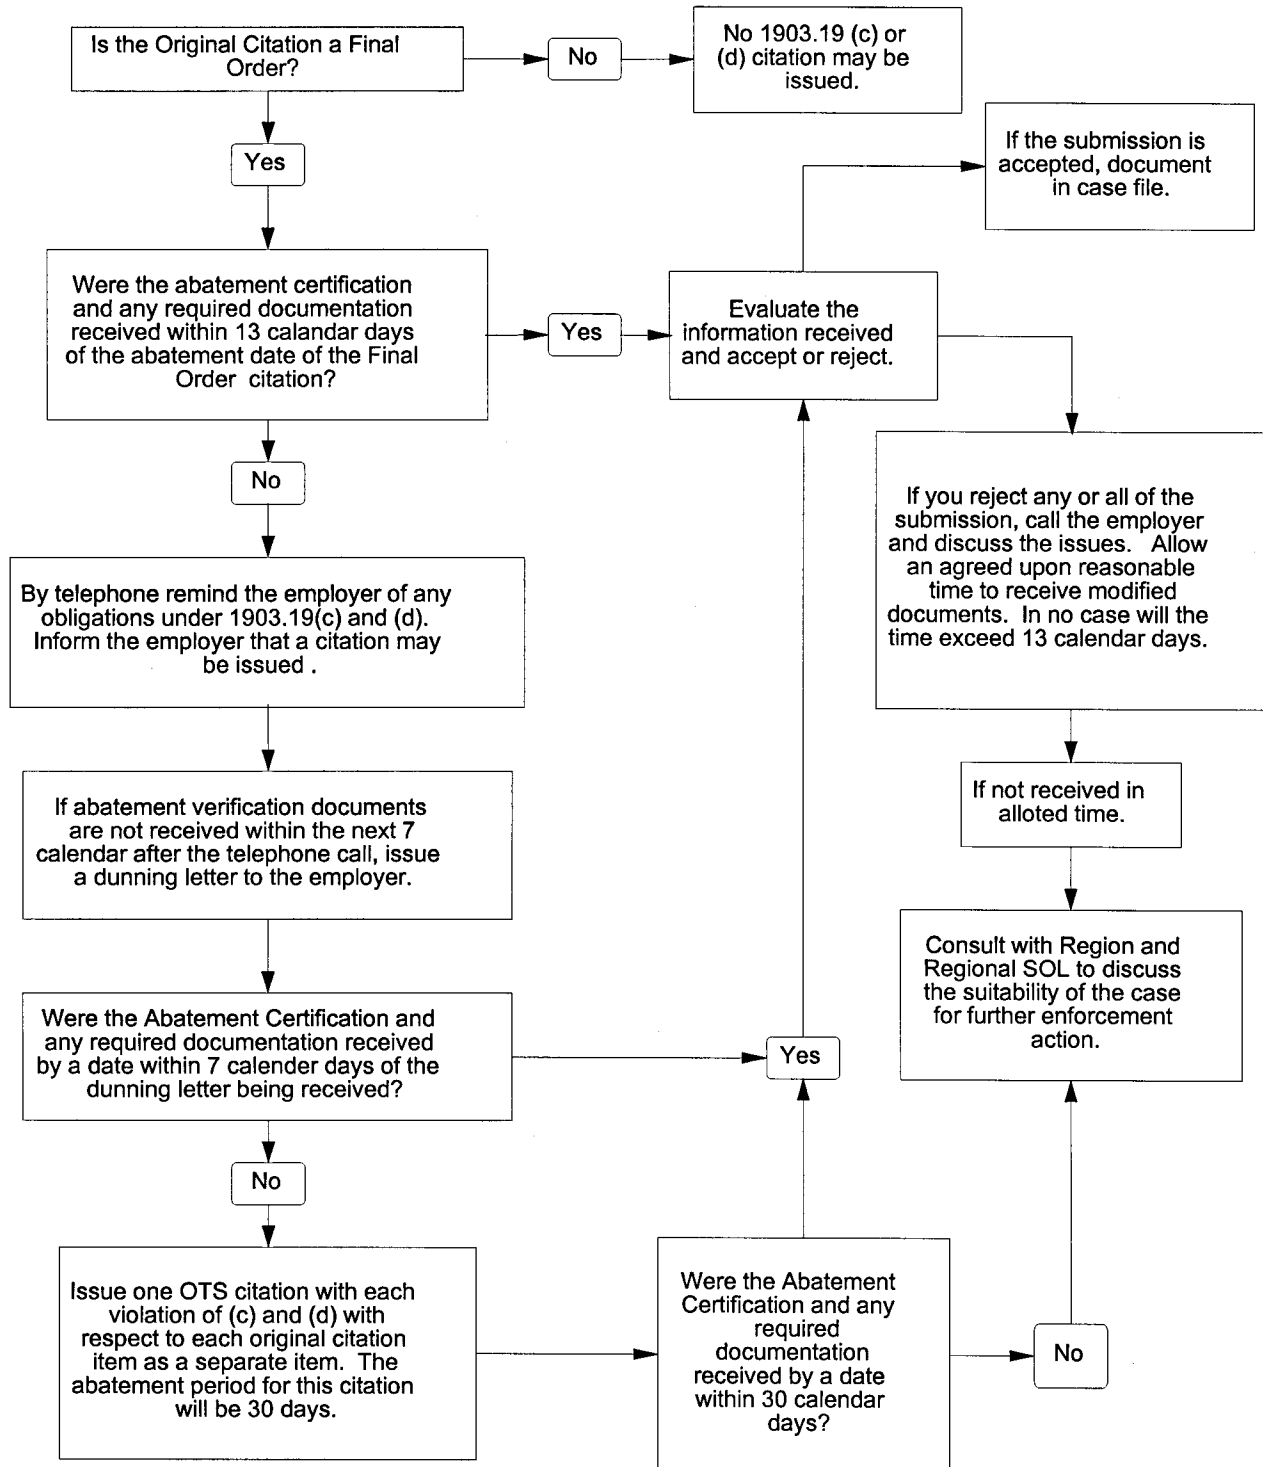 Is the Original Citation a Final
Order?
No
No 1903.19 (c) or
(d) citation may be
issued.
Yes
If the submission is
accepted, document
in case file.
Were the abatement certification
and any required documentation
received within 13 calandar days
of the abatement date of the Final
Order citation?
Yes
Evaluate the
information received
and accept or reject.
No
If you reject any or all of the
submission, call the employer
and discuss the issues. Allow
an agreed upon reasonable
time to receive modified
documents. In no case will the
time exceed 13 calendar days.
By telephone remind the employer of any
obligations under 1903.19(c) and (d).
Inform the employer that a citation may
be issued .
If abatement verification documents
are not received within the next 7
calendar after the telephone call, issue
a dunning letter to the employer.
If not received in
alloted time.
Consult with Region and
Regional SOL to discuss
the suitability of the case
for further enforcement
action.
Were the Abatement Certification and
any required documentation received
by a date within 7 calender days of the
dunning letter being received?
Yes
No
Issue one OTS citation with each
violation of (c) and (d) with
respect to each original citation
item as a separate item. The
abatement period for this citation
will be 30 days.
Were the Abatement
Certification and any
required
documentation
received by a date
within 30 calendar
days?
No